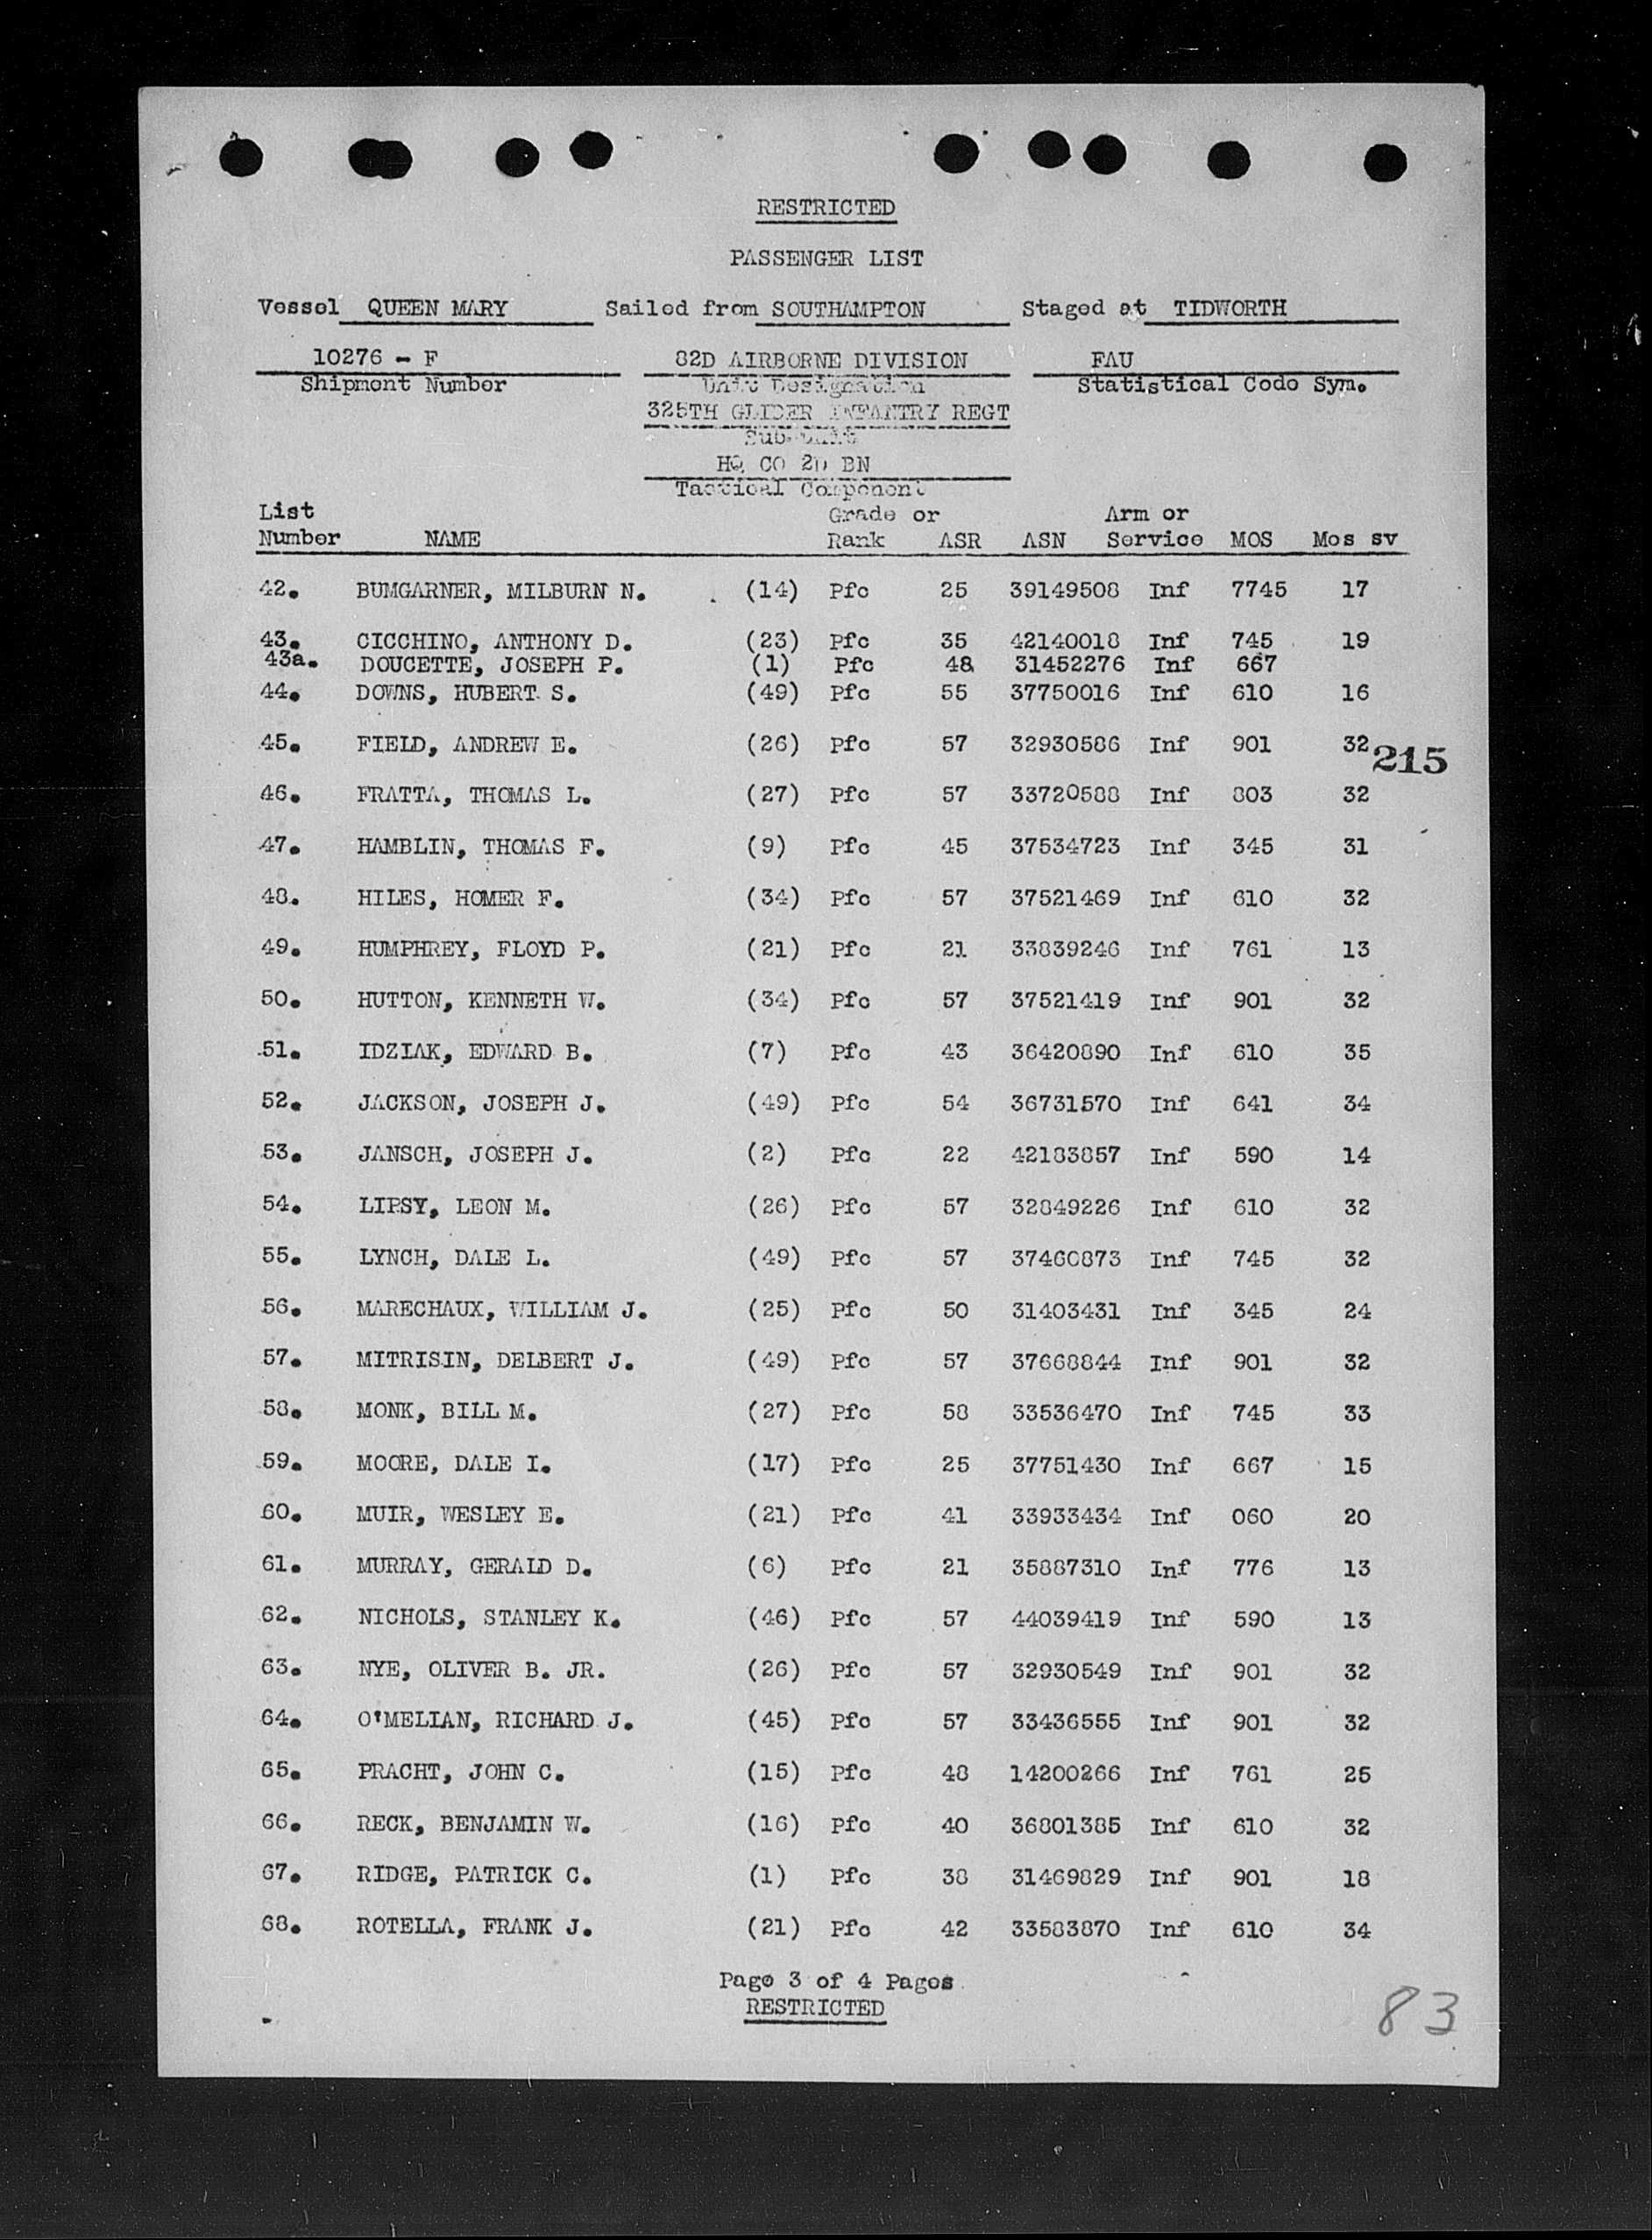 RESTRICTED
PASSENGER LIST
Vessel QUEEN MARY Sailed from SOUTHAMPTON Staged at TIDWORTH
10276 - F 82D AIRBORNE DIVISION FAU
Shipment Number Unit Designation Statistical Code Sym.
325TH GLIDER INFANTRY REGT
Sub-Unit
HQ CO 2D BN
Tactical Component
List Grade or Arm or
Number NAME Rank ASR ASN Service MOS Mos sv
42. BUMGARNER, MILBURN N. (14) Pfc 25 39149508 Inf 7745 17
43. CICCHINO, ANTHONY D. (23) Pfc 35 42140018 Inf 745 19
43a. DOUCETTE, JOSEPH P. (1) Pfc 48 31452276 Inf 667
44. DOWNS, HUBERT S. (49) Pfc 55 37750016 Inf 610 16
45. FIELD, ANDREW E. (26) Pfc 57 32930586 Inf 901 32
215
46. FRATTA, THOMAS L. (27) Pfc 57 33720588 Inf 803 32
47. HAMBLIN, THOMAS F. (9) Pfc 45 37534723 Inf 345 31
48. HILES, HOMER F. (34) Pfc 57 37521469 Inf 610 32
49. HUMPHREY, FLOYD P. (21) Pfc 21 33839246 Inf 761 13
50. HUTTON, KENNETH W. (34) Pfc 57 37521419 Inf 901 32
51. IDZIAK, EDWARD B. (7) Pfc 43 36420890 Inf 610 35
52. JACKSON, JOSEPH J. (49) Pfc 54 36731570 Inf 641 34
53. JANSCH, JOSEPH J. (2) Pfc 22 42183857 Inf 590 14
54. LIPSY, LEON M. (26) Pfc 57 32849226 Inf 610 32
55. LYNCH, DALE L. (49) Pfc 57 37460873 Inf 745 32
56. MARECHAUX, WILLIAM J. (25) Pfc 50 31403431 Inf 345 24
57. MITRISIN, DELBERT J. (49) Pfc 57 37668844 Inf 901 32
58. MONK, BILL M. (27) Pfc 58 33536470 Inf 745 33
59. MOORE, DALE I. (17) Pfc 25 37751430 Inf 667 15
60. MUIR, WESLEY E. (21) Pfc 41 33933434 Inf 060 20
61. MURRAY, GERALD D. (6) Pfc 21 35887310 Inf 776 13
62. NICHOLS, STANLEY K. (46) Pfc 57 44039419 Inf 590 13
63. NYE, OLIVER B. JR. (26) Pfc 57 32930549 Inf 901 32
64. O'MELIAN, RICHARD J. (45) Pfc 57 33436555 Inf 901 32
65. PRACHT, JOHN C. (15) Pfc 48 14200266 Inf 761 25
66. RECK, BENJAMIN W. (16) Pfc 40 36801385 Inf 610 32
67. RIDGE, PATRICK C. (1) Pfc 38 31469829 Inf 901 18
68. ROTELLA, FRANK J. (21) Pfc 42 33583870 Inf 610 34
Page 3 of 4 Pages
RESTRICTED
83